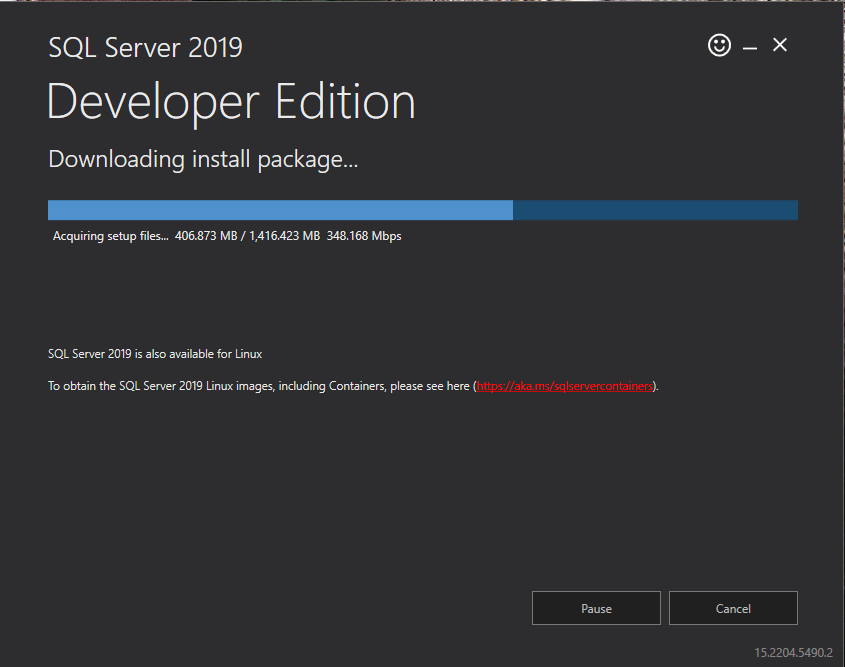 SQL Server 2019
Developer Edition
Downloading install package...
Acquiring setup files... 406.873 MB / 1,416.423 MB 348.168 Mbps
SQL Server 2019 is also available for Linux
To obtain the SQL Server 2019 Linux images, including Containers, please see here (https://aka.ms/sqlservercontainers).
Pause Cancel
15.2204.5490.2